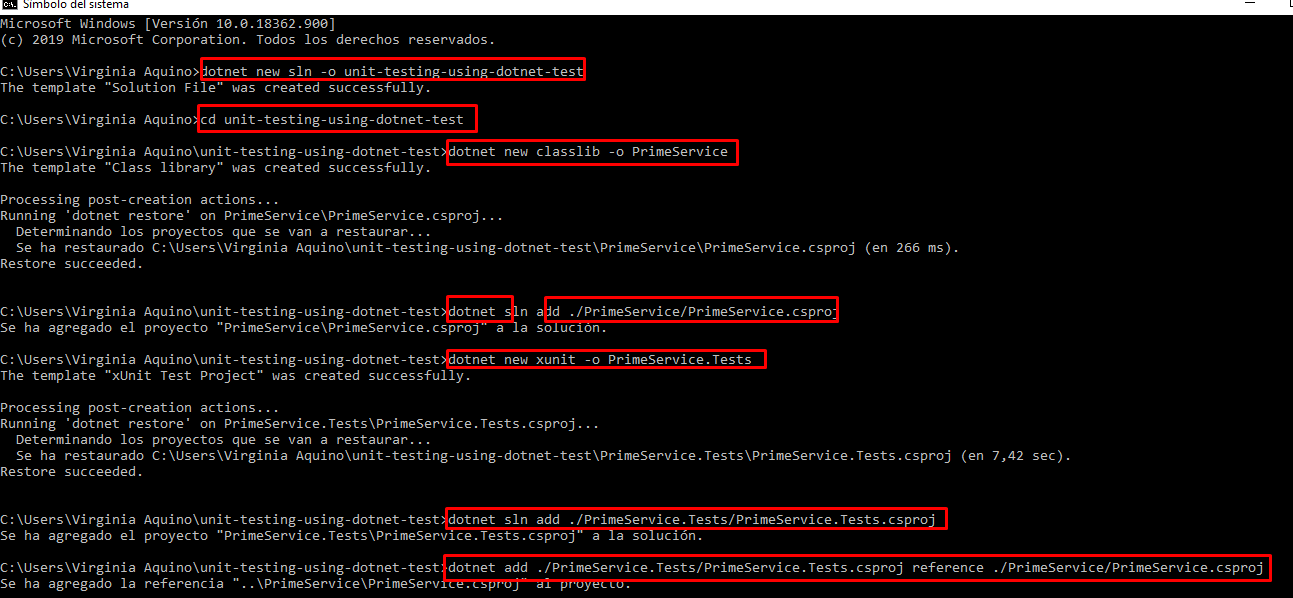 Símbolo del sistema
Microsoft Windows [Versión 10.0.18362.900]
(c) 2019 Microsoft Corporation. Todos los derechos reservados.
C:\Users\Virginia Aquino>dotnet new sln -o unit-testing-using-dotnet-test
The template "Solution File" was created successfully.
C:\Users\Virginia Aquino>cd unit-testing-using-dotnet-test
C:\Users\Virginia Aquino\unit-testing-using-dotnet-test>dotnet new classlib -o PrimeService
The template "Class library" was created successfully.
Processing post-creation actions...
Running 'dotnet restore' on PrimeService\PrimeService.csproj...
Determinando los proyectos que se van a restaurar...
Se ha restaurado C:\Users\Virginia Aquino\unit-testing-using-dotnet-test\PrimeService\PrimeService.csproj (en 266 ms).
Restore succeeded.
C:\Users\Virginia Aquino\unit-testing-using-dotnet-test>dotnet sln add ./PrimeService/PrimeService.csproj
Se ha agregado el proyecto "PrimeService\PrimeService.csproj" a la solución.
C:\Users\Virginia Aquino\unit-testing-using-dotnet-test>dotnet new xunit -o PrimeService.Tests
The template "xUnit Test Project" was created successfully.
Processing post-creation actions...
Running 'dotnet restore' on PrimeService.Tests\PrimeService.Tests.csproj...
Determinando los proyectos que se van a restaurar...
Se ha restaurado C:\Users\Virginia Aquino\unit-testing-using-dotnet-test\PrimeService.Tests\PrimeService.Tests.csproj (en 7,42 sec).
Restore succeeded.
C:\Users\Virginia Aquino\unit-testing-using-dotnet-test>dotnet sln add ./PrimeService.Tests/PrimeService.Tests.csproj
Se ha agregado el proyecto "PrimeService.Tests\PrimeService.Tests.csproj" a la solución.
C:\Users\Virginia Aquino\unit-testing-using-dotnet-test>dotnet add ./PrimeService.Tests/PrimeService.Tests.csproj reference ./PrimeService/PrimeService.csproj
Se ha agregado la referencia "..\PrimeService\PrimeService.csproj" al proyecto.